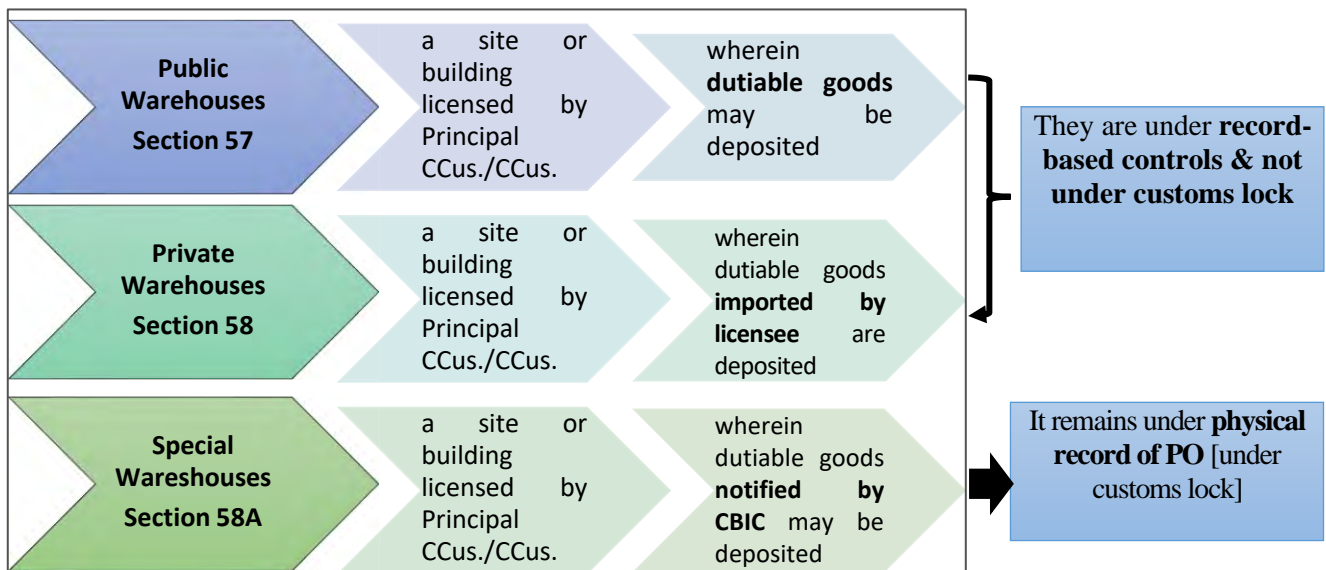 Public
Warehouses
Section 57
a site or
building
licensed by
Principal
CCus./CCus.
wherein
dutiable goods
may be
deposited
They are under record-
based controls & not
under customs lock
Private
Warehouses
Section 58
a site or
building
licensed by
Principal
CCus./CCus.
wherein
dutiable goods
imported by
licensee are
deposited
Special
Wareshouses
Section 58A
a site or
building
licensed by
Principal
CCus./CCus.
wherein
dutiable goods
notified by
CBIC may be
deposited
It remains under physical
record of PO [under
customs lock]